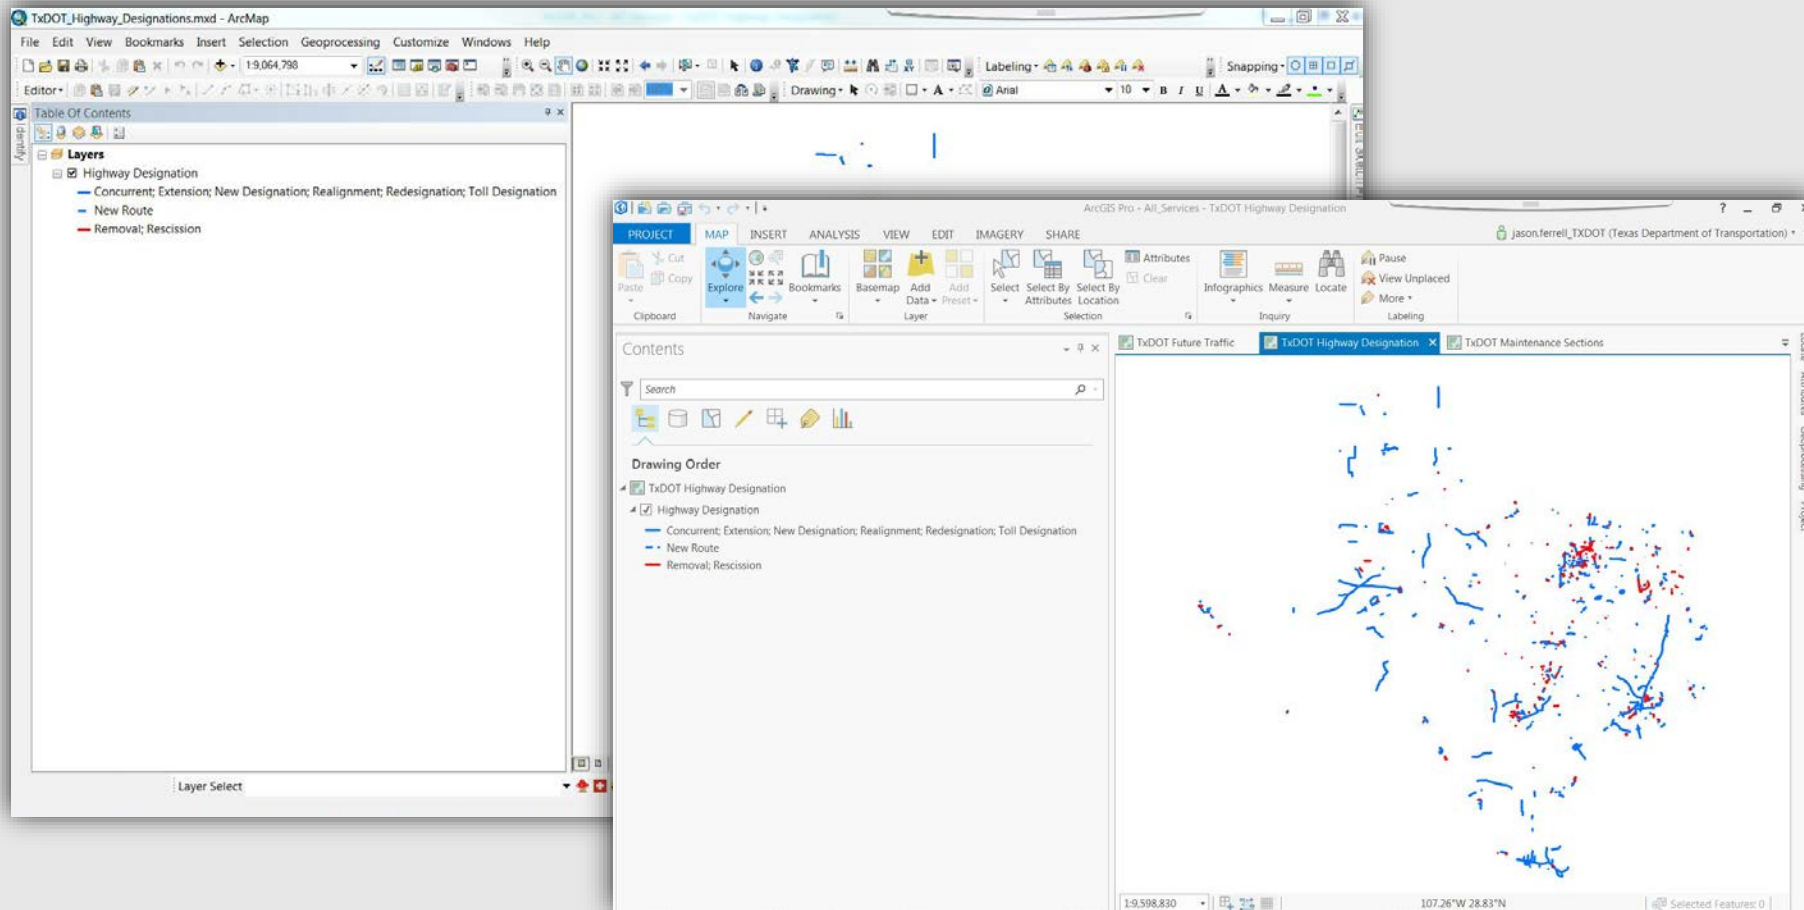 TxDOT_Highway_Designations.mxd - ArcMap
File Edit View Bookmarks Insert Selection Geoprocessing Customize Windows Help
1:9,064,798
Labeling
Snapping
Editor
Drawing
A
Arial
10
B I U A
Identify
Table Of Contents
Layers
Highway Designation
Concurrent; Extension; New Designation; Realignment; Redesignation; Toll Designation
New Route
Removal; Rescission
Layer Select
ArcGIS Pro - All_Services - TxDOT Highway Designation
?
PROJECT MAP INSERT ANALYSIS VIEW EDIT IMAGERY SHARE
jason.ferrell_TXDOT (Texas Department of Transportation)
Paste
Cut
Copy
Clipboard
Explore
Bookmarks
Navigate
Basemap
Add Data
Add Preset
Layer
Select
Select By Attributes
Select By Location
Attributes
Clear
Selection
Infographics
Measure
Locate
Inquiry
Pause
View Unplaced
More
Labeling
Contents
Search
Drawing Order
TxDOT Highway Designation
Highway Designation
Concurrent; Extension; New Designation; Realignment; Redesignation; Toll Designation
New Route
Removal; Rescission
TxDOT Future Traffic
TxDOT Highway Designation
TxDOT Maintenance Sections
Geoprocessing
Project
1:9,598,830
107.26°W 28.83°N
Selected Features: 0